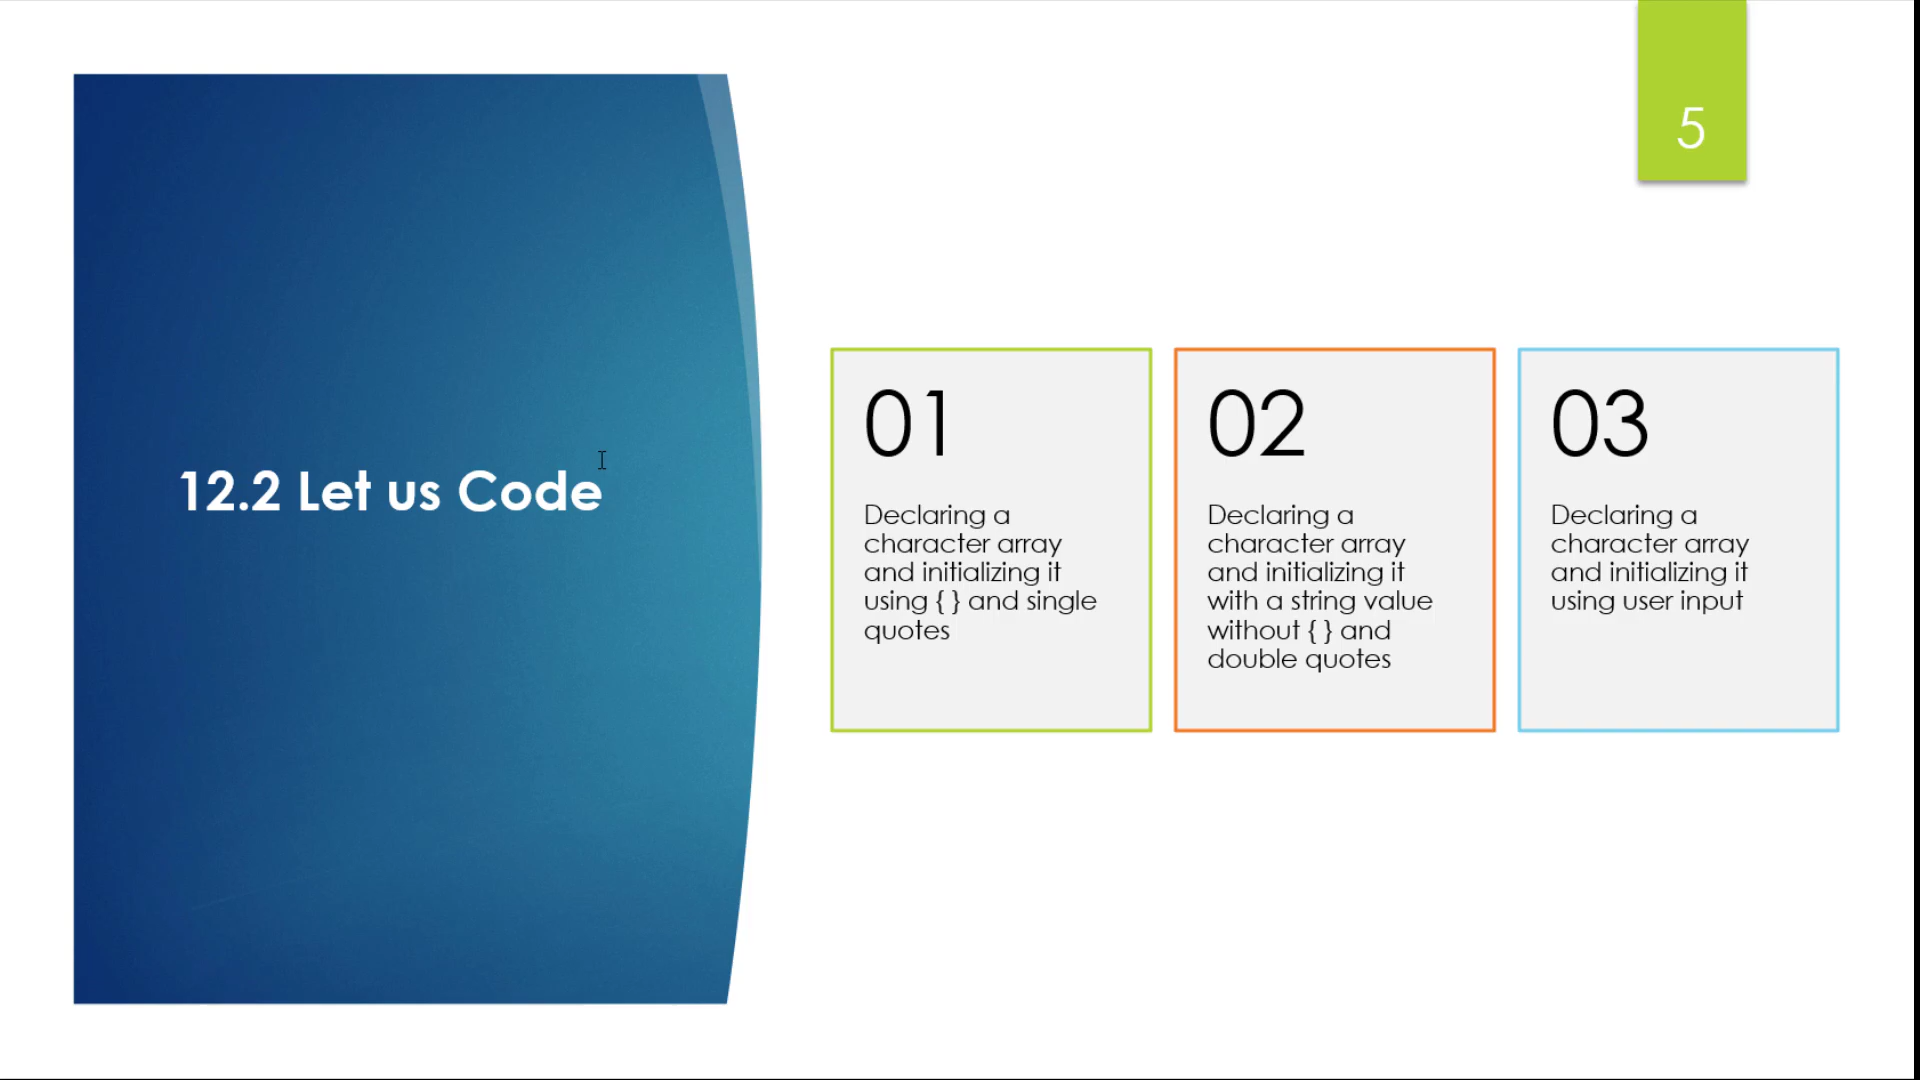 5
12.2 Let us Code
01
Declaring a
character array
and initializing it
using { } and single
quotes
02
Declaring a
character array
and initializing it
with a string value
without { } and
double quotes
03
Declaring a
character array
and initializing it
using user input